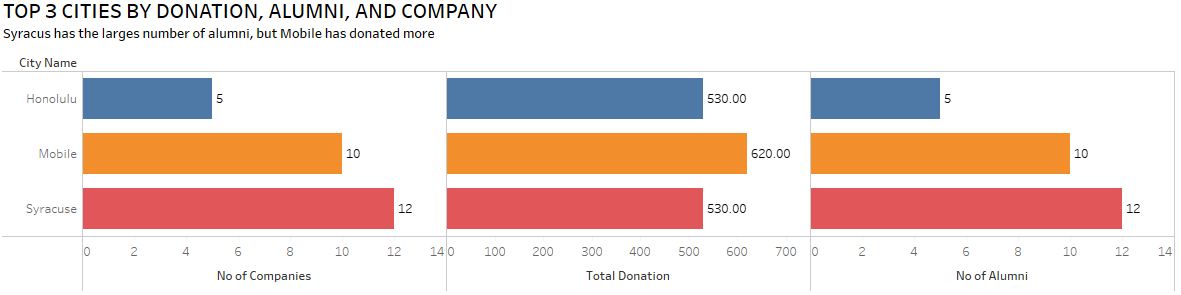 TOP 3 CITIES BY DONATION, ALUMNI, AND COMPANY
Syracus has the larges number of alumni, but Mobile has donated more
City Name
Honolulu 5 530.00 5
Mobile 10 620.00 10
Syracuse 12 530.00 12
0 2 4 6 8 10 12 14 0 100 200 300 400 500 600 700 0 2 4 6 8 10 12 14
No of Companies Total Donation No of Alumni